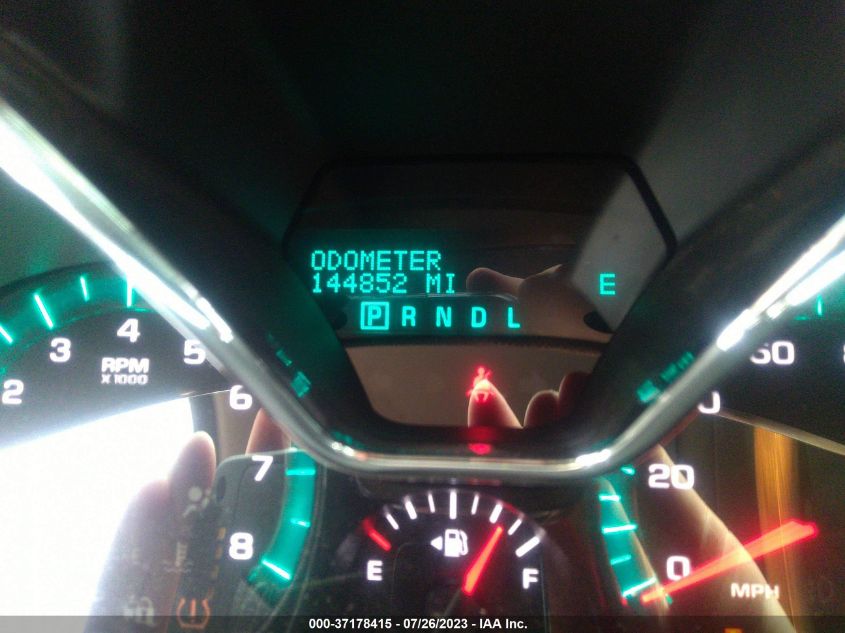 ODOMETER
144852 MI
E
P R N D L
2 3 4 5 6 7 8
RPM
X 1000
20
0
MPH
E F
000-37178415 - 07/26/2023 - IAA Inc.